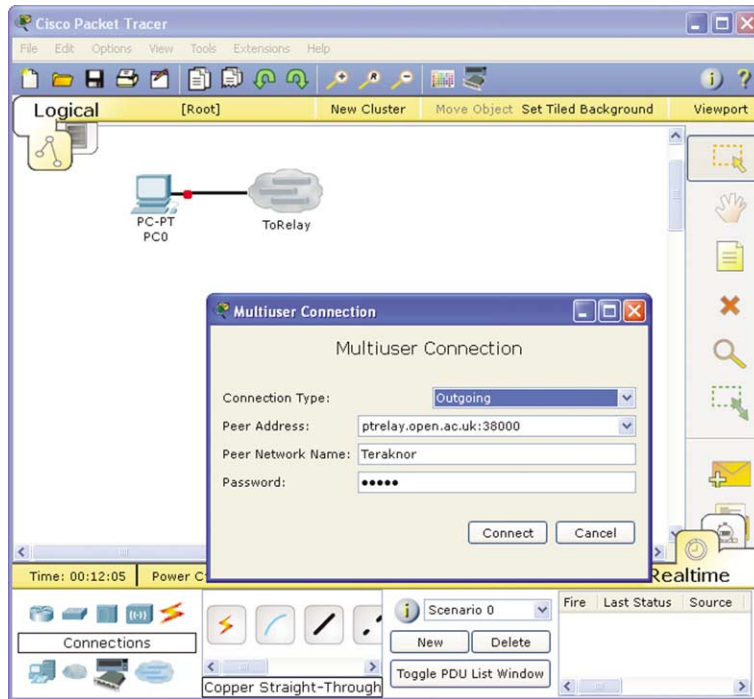 Cisco Packet Tracer
File Edit Options View Tools Extensions Help
Logical [Root] New Cluster Move Object Set Tiled Background Viewport
PC-PT
PC0
ToRelay
Multiuser Connection
Multiuser Connection
Connection Type: Outgoing
Peer Address: ptrelay.open.ac.uk:38000
Peer Network Name: Teraknor
Password: •••••
Connect Cancel
Time: 00:12:05 Power C Realtime
Connections
Copper Straight-Through
Scenario 0
New Delete
Toggle PDU List Window
Fire Last Status Source